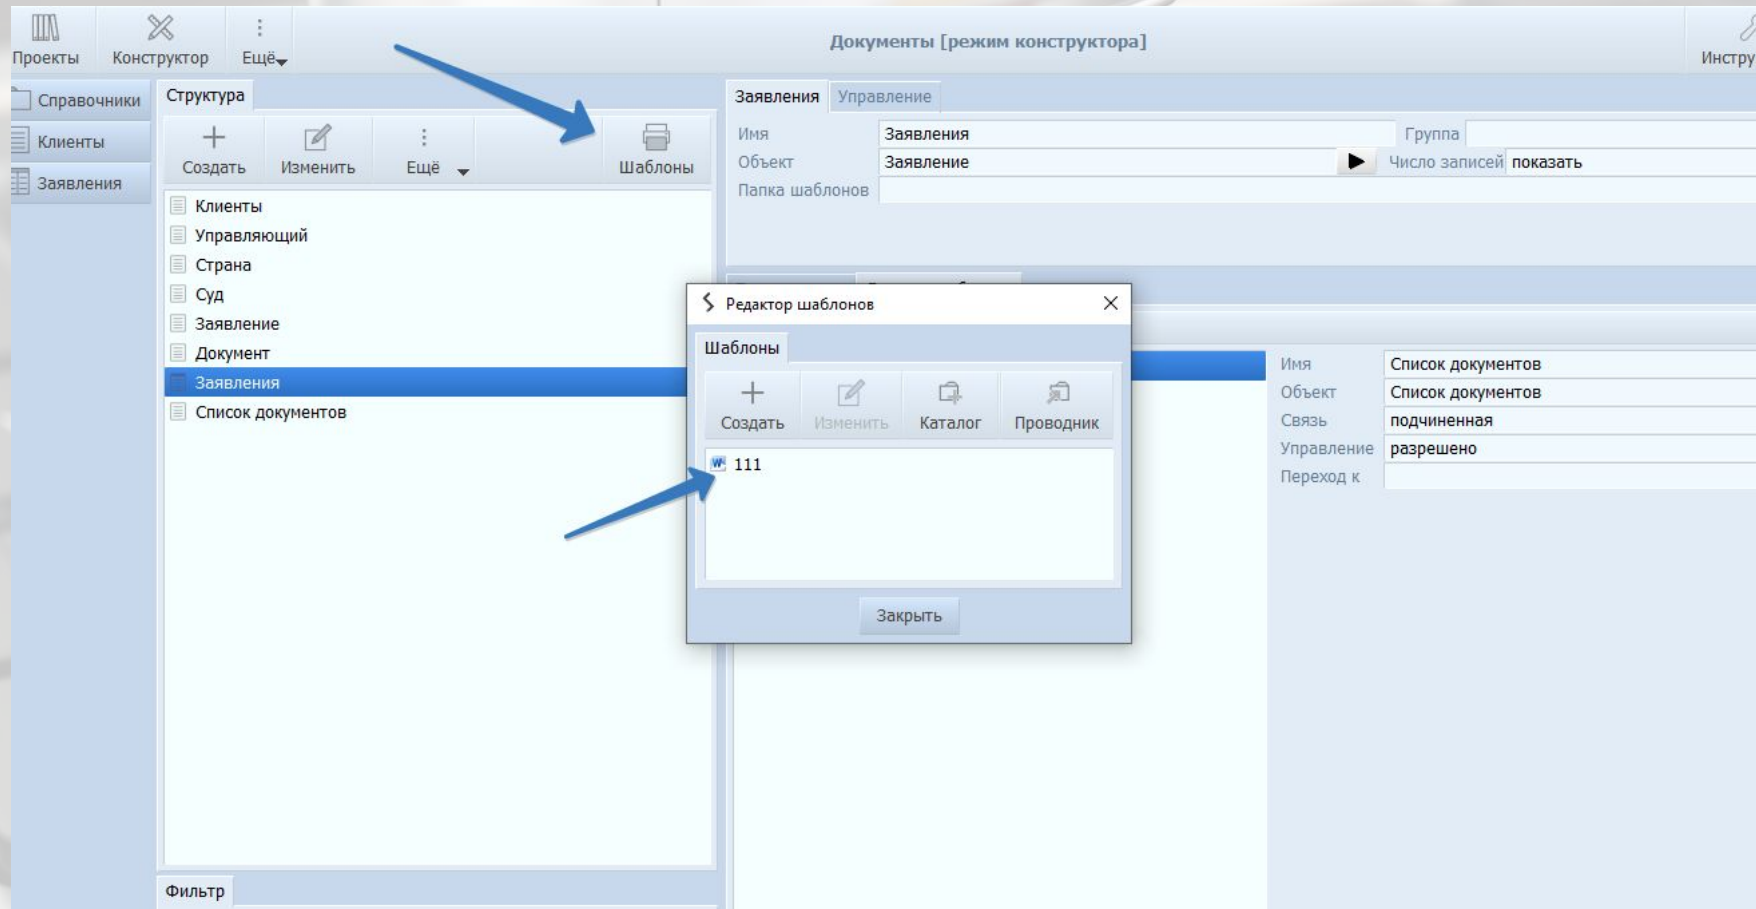 Проекты
Конструктор
Ещё
Документы [режим конструктора]
Справочники
Клиенты
Заявления
Структура
Создать
Изменить
Ещё
Шаблоны
Клиенты
Управляющий
Страна
Суд
Заявление
Документ
Заявления
Список документов
Фильтр
Заявления Управление
Имя Заявления Группа
Объект Заявление Число записей показать
Папка шаблонов
Редактор шаблонов
Шаблоны
Создать
Изменить
Каталог
Проводник
111
Закрыть
Имя Список документов
Объект Список документов
Связь подчиненная
Управление разрешено
Переход к